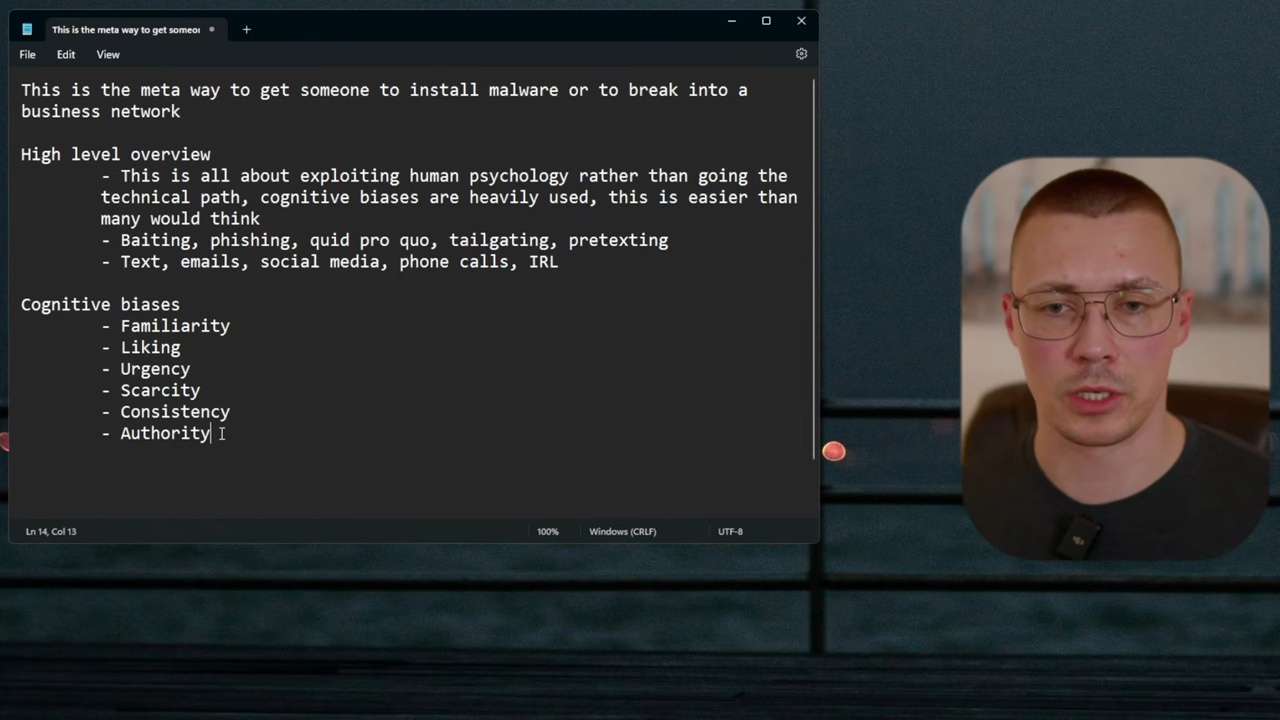 This is the meta way to get someo
File
Edit
View
This is the meta way to get someone to install malware or to break into a
business network
High level overview
- This is all about exploiting human psychology rather than going the
technical path, cognitive biases are heavily used, this is easier than
many would think
- Baiting, phishing, quid pro quo, tailgating, pretexting
- Text, emails, social media, phone calls, IRL
Cognitive biases
- Familiarity
- Liking
- Urgency
- Scarcity
- Consistency
- Authority
Ln 14, Col 13
100%
Windows (CRLF)
UTF-8